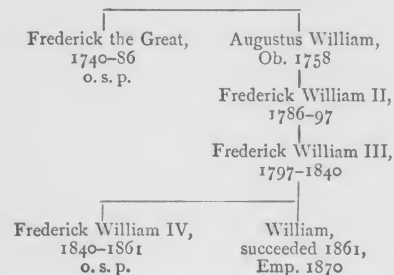 Frederick the Great,
1740–86
o. s. p.
Augustus William,
Ob. 1758
Frederick William II,
1786–97
Frederick William III,
1797–1840
Frederick William IV,
1840–1861
o. s. p.
William,
succeeded 1861,
Emp. 1870